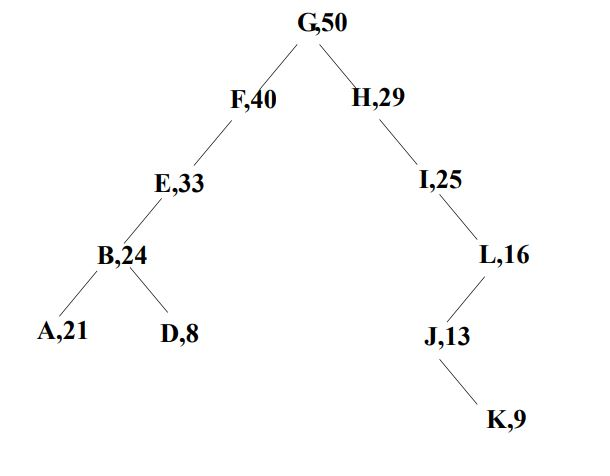 G,50
F,40
H,29
E,33
I,25
B,24
L,16
A,21
D,8
J,13
K,9